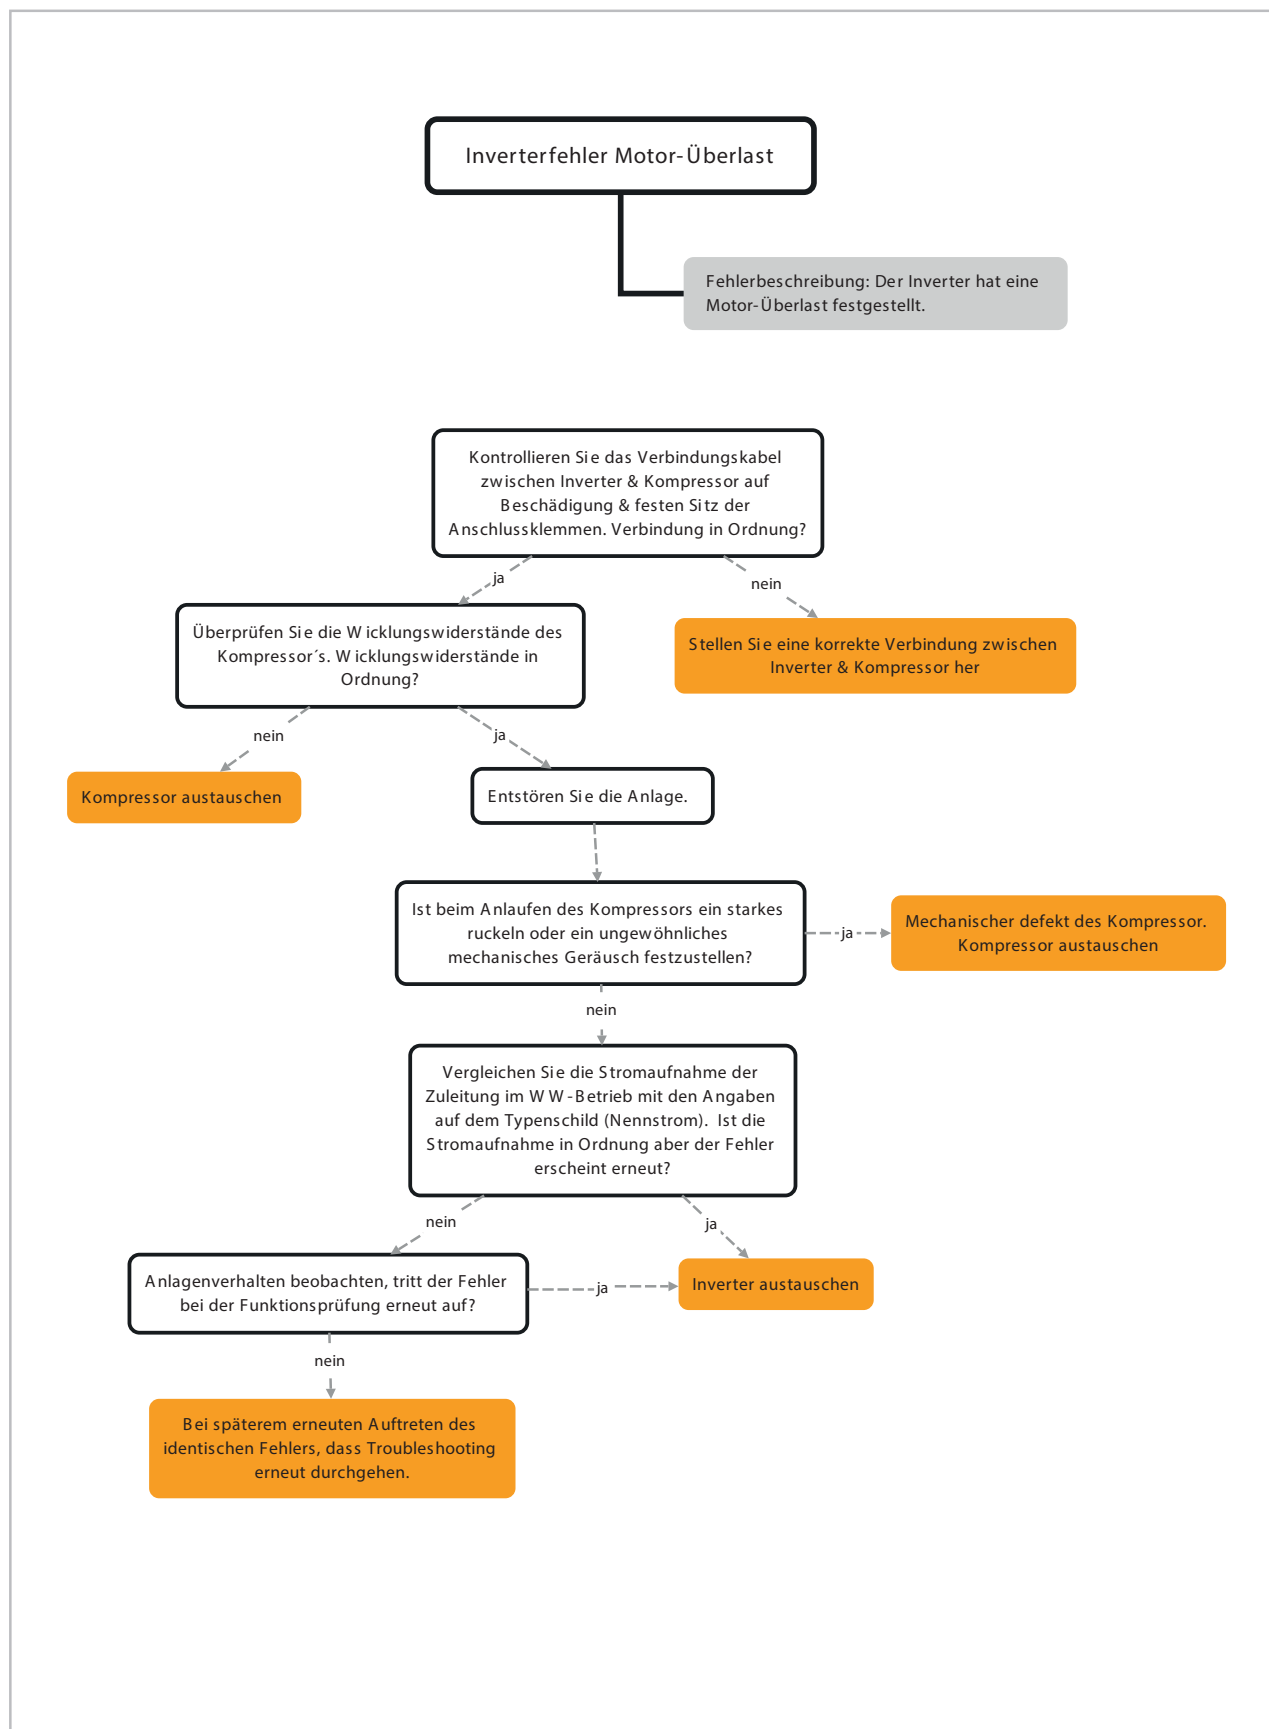 Inverterfehler Motor-Überlast
Fehlerbeschreibung: Der Inverter hat eine
Motor-Überlast festgestellt.
Kontrollieren Sie das Verbindungskabel
zwischen Inverter & Kompressor auf
Beschädigung & festen Sitz der
Anschlussklemmen. Verbindung in Ordnung?
ja
nein
Überprüfen Sie die Wicklungswiderstände des
Kompressor´s. Wicklungswiderstände in
Ordnung?
Stellen Sie eine korrekte Verbindung zwischen
Inverter & Kompressor her
nein
ja
Kompressor austauschen
Entstören Sie die Anlage.
Ist beim Anlaufen des Kompressors ein starkes
ruckeln oder ein ungewöhnliches
mechanisches Geräusch festzustellen?
ja
Mechanischer defekt des Kompressor.
Kompressor austauschen
nein
Vergleichen Sie die Stromaufnahme der
Zuleitung im WW-Betrieb mit den Angaben
auf dem Typenschild (Nennstrom). Ist die
Stromaufnahme in Ordnung aber der Fehler
erscheint erneut?
nein
ja
Anlagenverhalten beobachten, tritt der Fehler
bei der Funktionsprüfung erneut auf?
ja
Inverter austauschen
nein
Bei späterem erneuten Auftreten des
identischen Fehlers, dass Troubleshooting
erneut durchgehen.